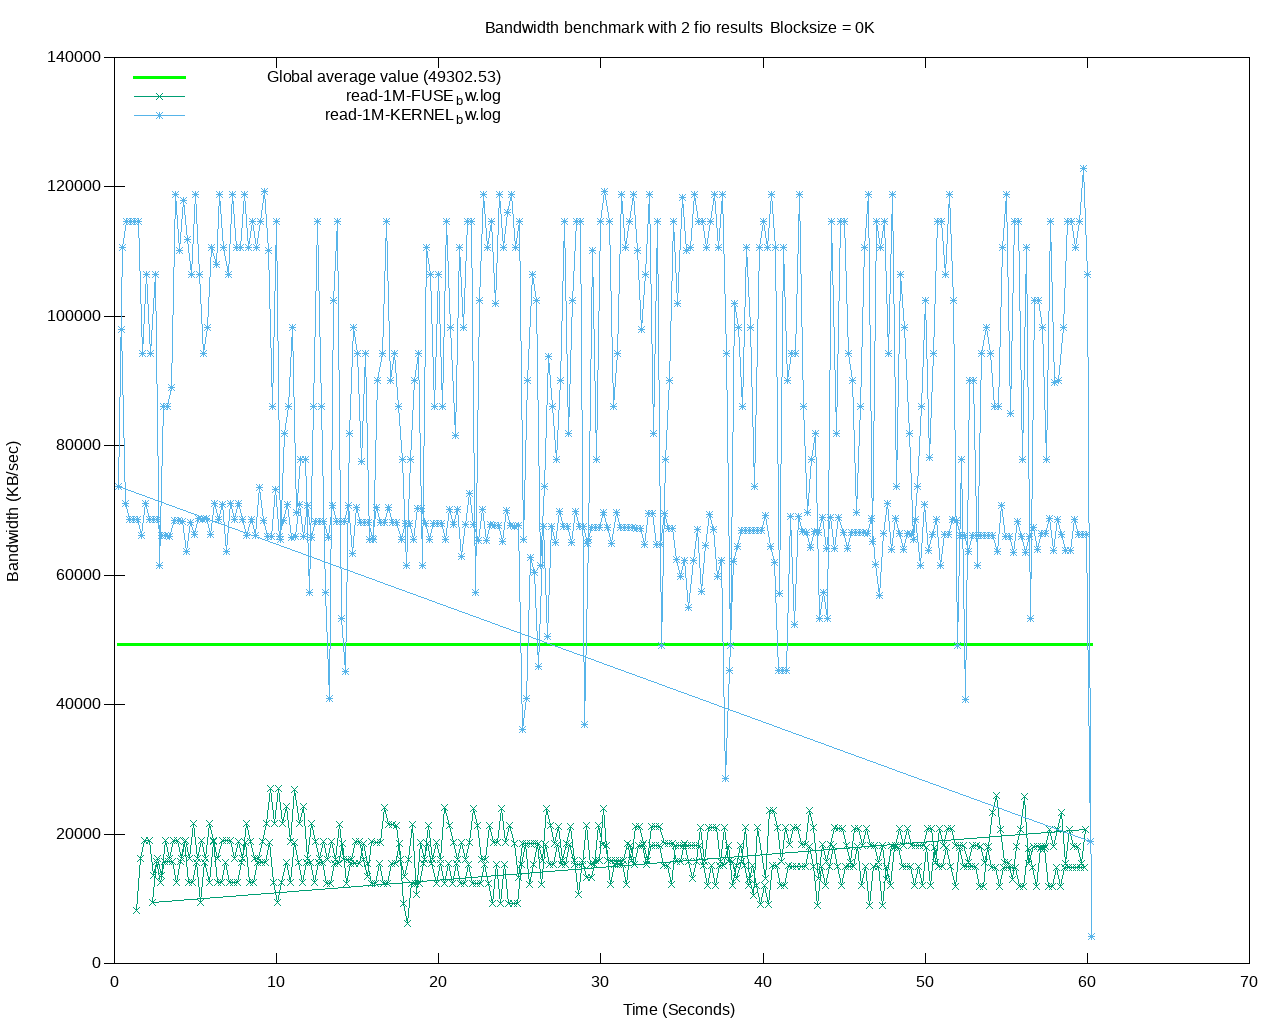 Bandwidth benchmark with 2 fio results Blocksize = 0K
140000
120000
100000
80000
60000
40000
20000
0
Bandwidth (KB/sec)
Global average value (49302.53)
read-1M-FUSE_bw.log
read-1M-KERNEL_bw.log
0 10 20 30 40 50 60 70
Time (Seconds)